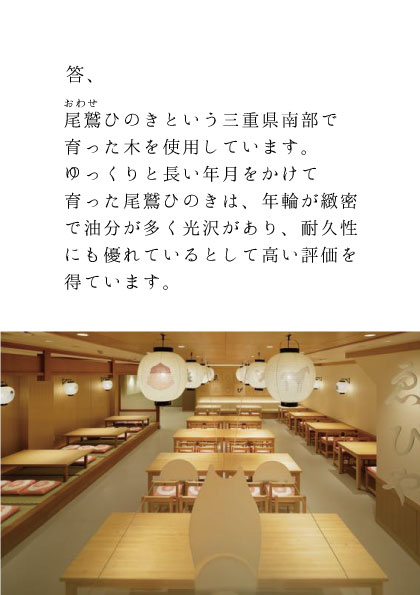 答、
おわせ
尾鷲ひのきという三重県南部で
育った木を使用しています。
ゆっくりと長い年月をかけて
育った尾鷲ひのきは、年輪が緻密
で油分が多く光沢があり、耐久性
にも優れているとして高い評価を
得ています。
ゑびや